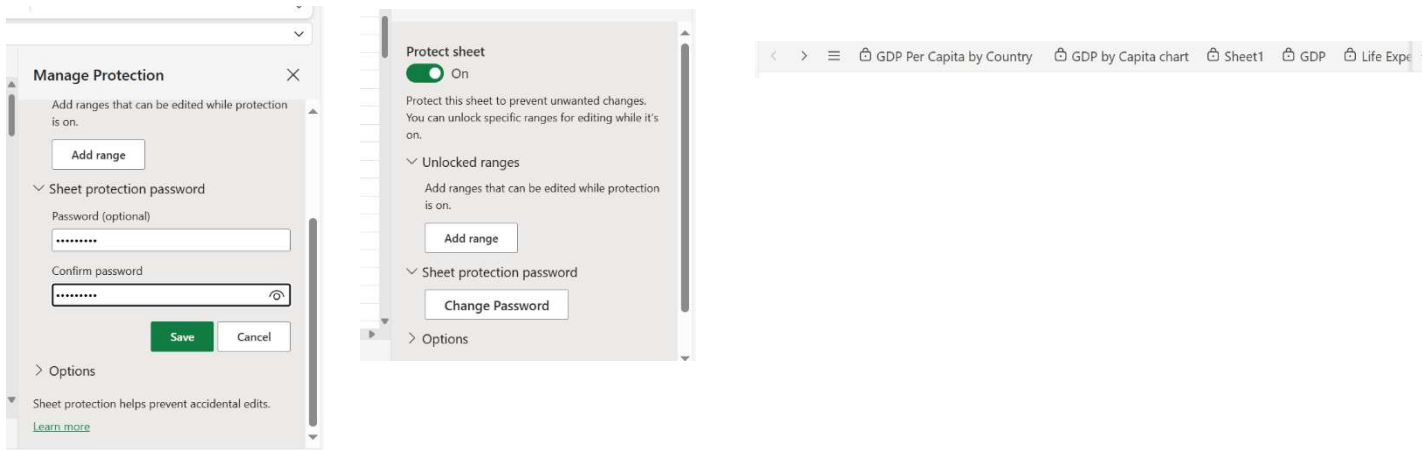 Manage Protection
Add ranges that can be edited while protection
is on.
Add range
Sheet protection password
Password (optional)
•••••••••
Confirm password
•••••••••
Save Cancel
Options
Sheet protection helps prevent accidental edits.
Learn more
Protect sheet
On
Protect this sheet to prevent unwanted changes.
You can unlock specific ranges for editing while it's
on.
Unlocked ranges
Add ranges that can be edited while protection
is on.
Add range
Sheet protection password
Change Password
Options
GDP Per Capita by Country GDP by Capita chart Sheet1 GDP Life Expe